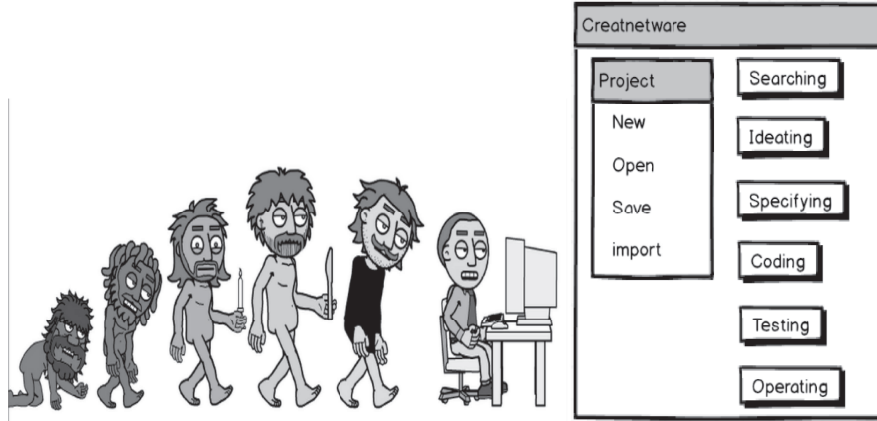 Creatnetware
Project
New
Open
Save
import
Searching
Ideating
Specifying
Coding
Testing
Operating